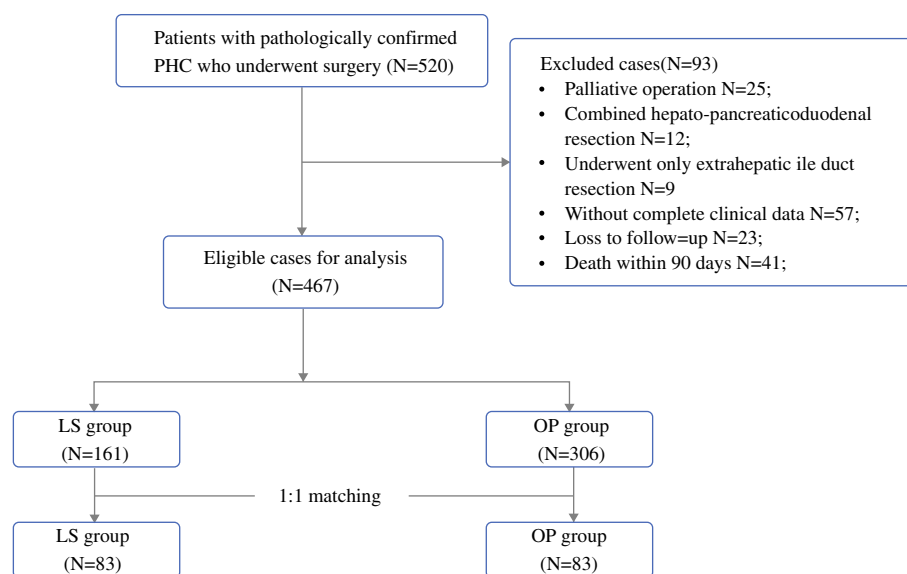 Patients with pathologically confirmed
PHC who underwent surgery (N=520)
Excluded cases(N=93)
• Palliative operation N=25;
• Combined hepato-pancreaticoduodenal
resection N=12;
• Underwent only extrahepatic ile duct
resection N=9
• Without complete clinical data N=57;
• Loss to follow=up N=23;
• Death within 90 days N=41;
Eligible cases for analysis
(N=467)
LS group
(N=161)
OP group
(N=306)
1:1 matching
LS group
(N=83)
OP group
(N=83)